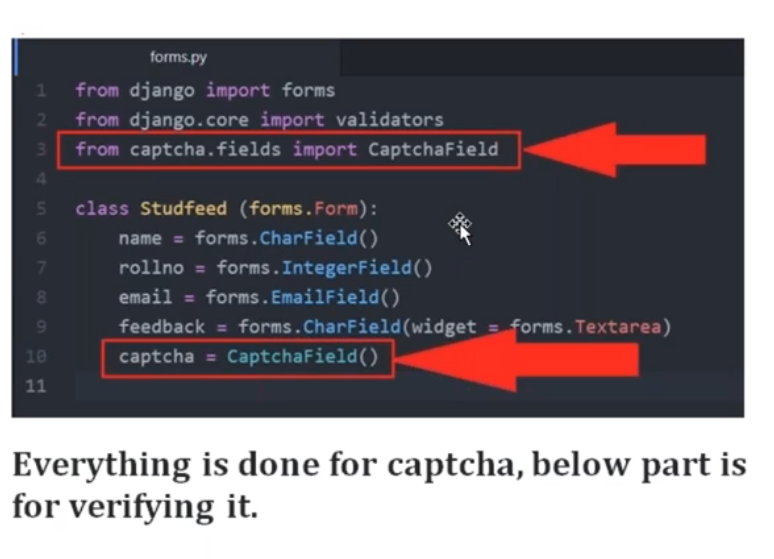 forms.py
1 from django import forms
2 from django.core import validators
3 from captcha.fields import CaptchaField
4
5 class Studfeed (forms.Form):
6 name = forms.CharField()
7 rollno = forms.IntegerField()
8 email = forms.EmailField()
9 feedback = forms.CharField(widget = forms.Textarea)
10 captcha = CaptchaField()
11
Everything is done for captcha, below part is
for verifying it.